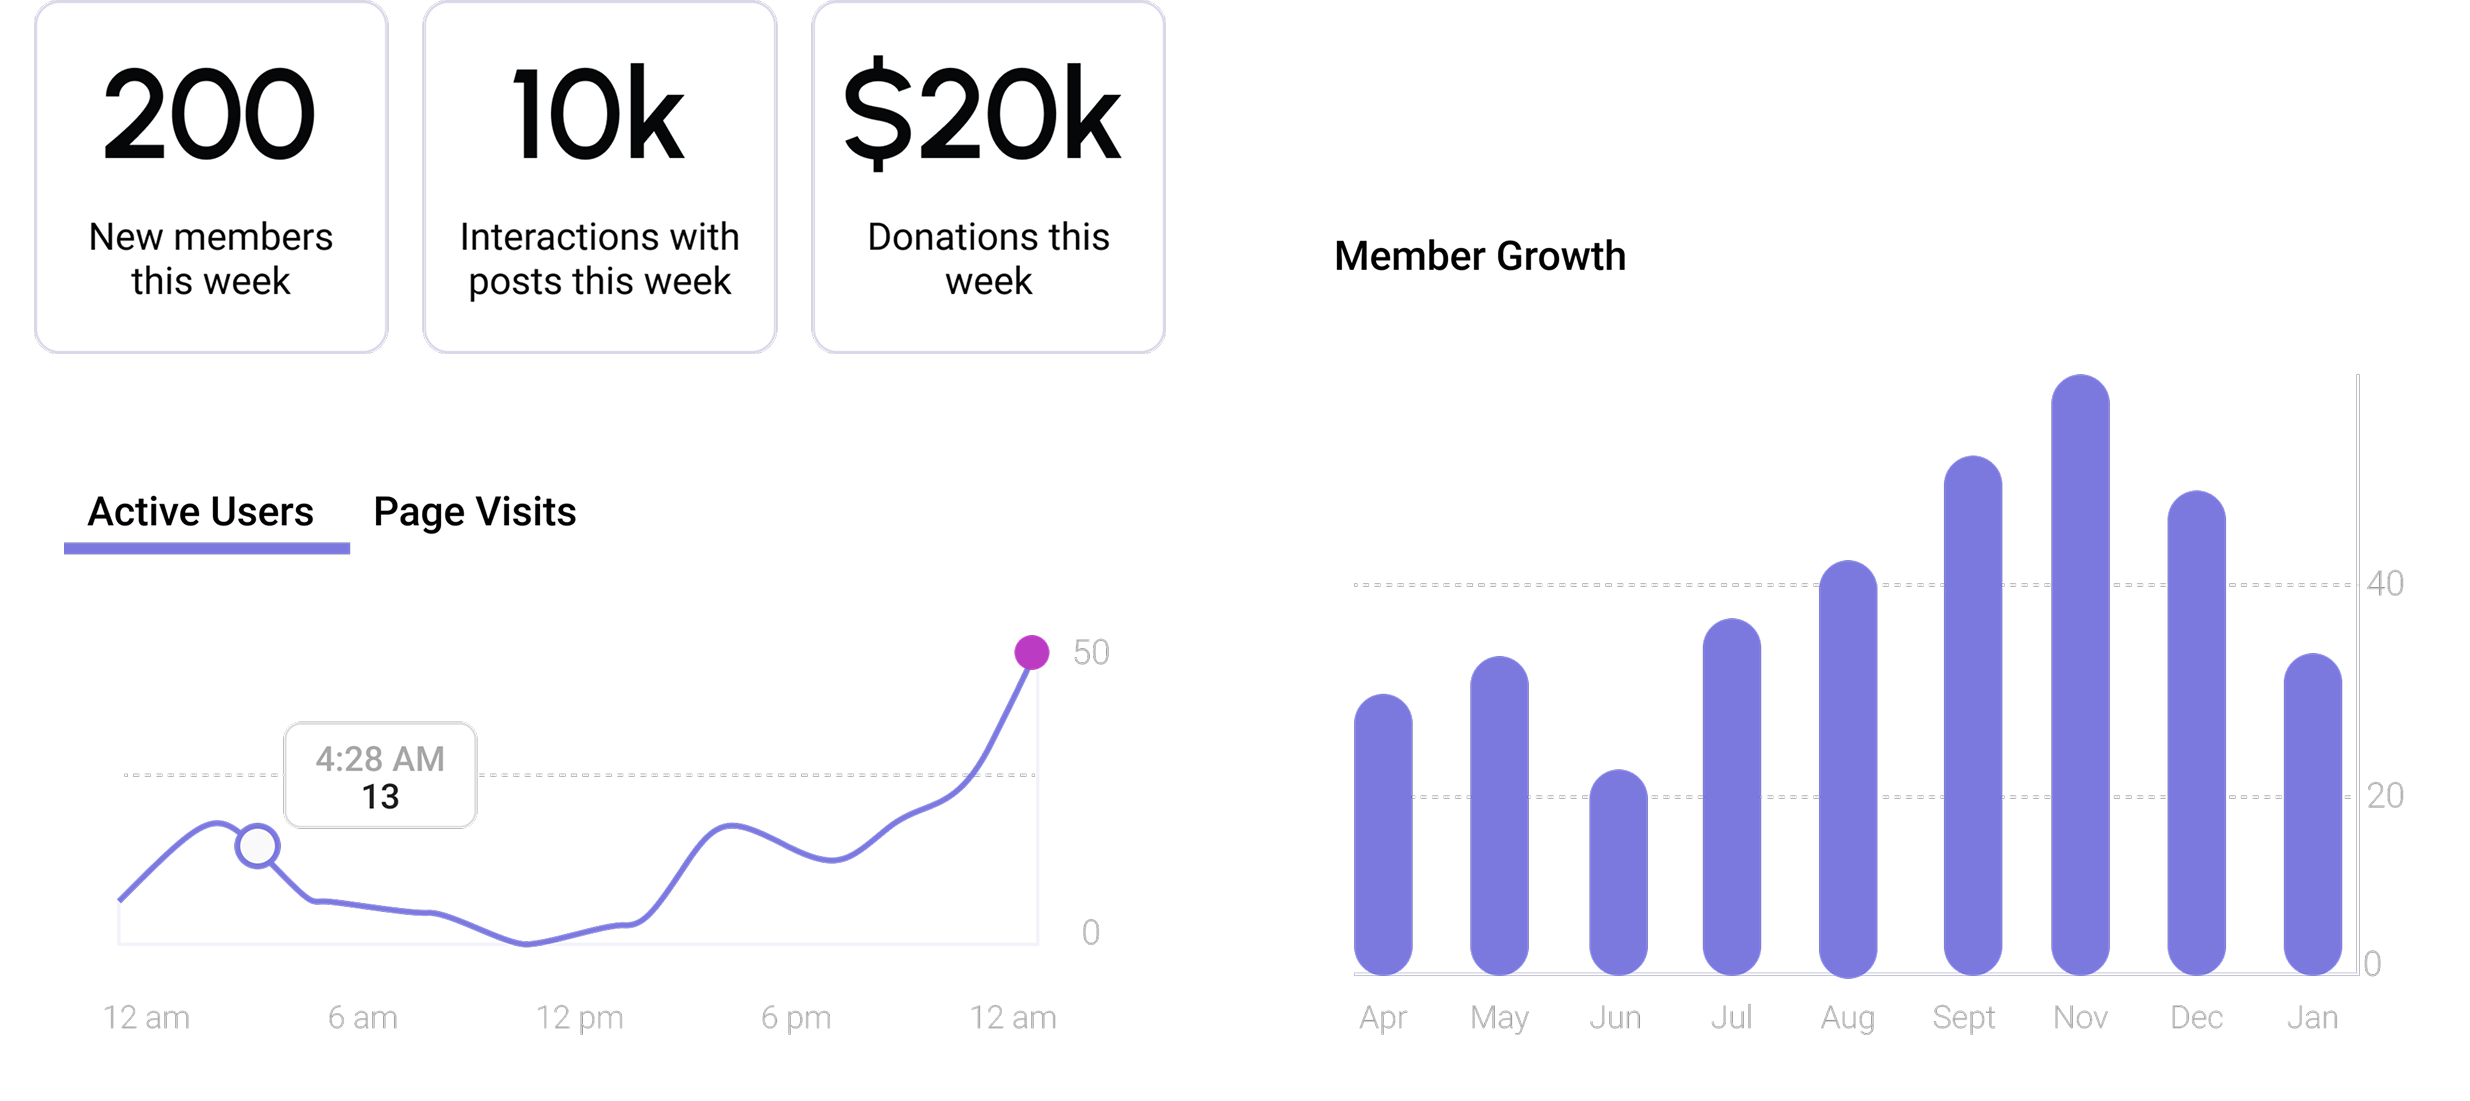 200
New members
this week
10k
Interactions with
posts this week
$20k
Donations this
week
Active Users
Page Visits
50
4:28 AM
13
0
12 am
6 am
12 pm
6 pm
12 am
Member Growth
40
20
0
Apr
May
Jun
Jul
Aug
Sept
Nov
Dec
Jan